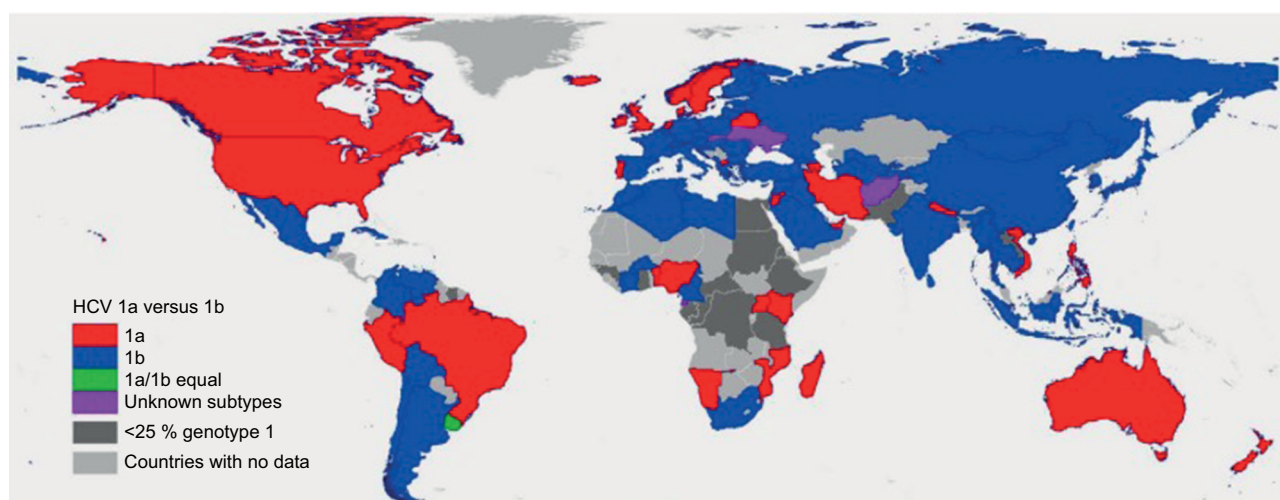 HCV 1a versus 1b
1a
1b
1a/1b equal
Unknown subtypes
<25 % genotype 1
Countries with no data